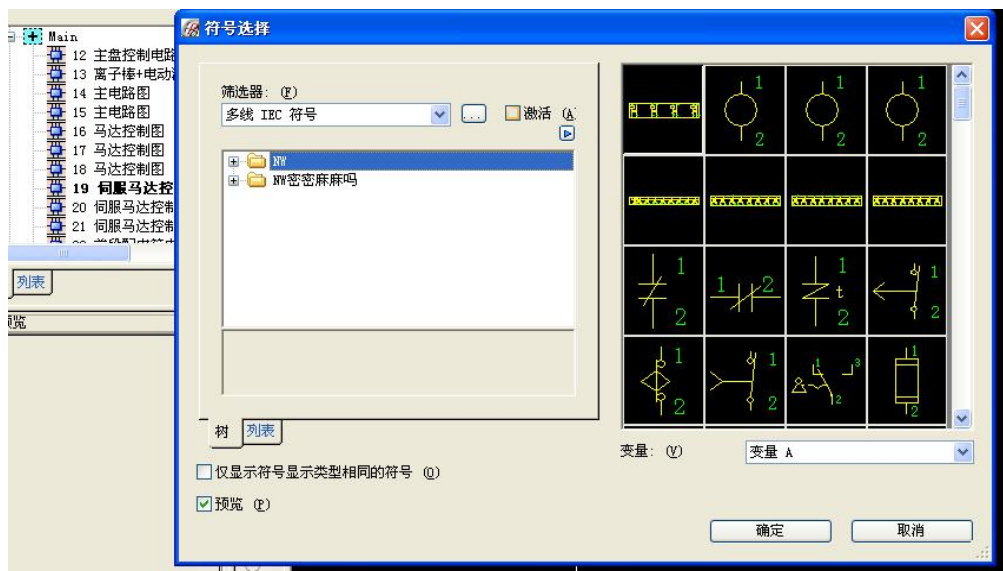 Main
12 主盘控制电路
13 离子棒+电动
14 主电路图
15 主电路图
16 马达控制图
17 马达控制图
18 马达控制图
19 伺服马达控
20 伺服马达控制
21 伺服马达控制
列表
预览
符号选择
筛选器: (F)
多线 IEC 符号
...
激活 (A
NW
NW密密麻麻吗
树
列表
仅显示符号显示类型相同的符号 (O)
预览 (P)
1
2
1
2
1
2
1
2
1 2
1
t
2
1
2
1
2
1
2
1
3
2
1
2
变量: (V)
变量 A
确定
取消